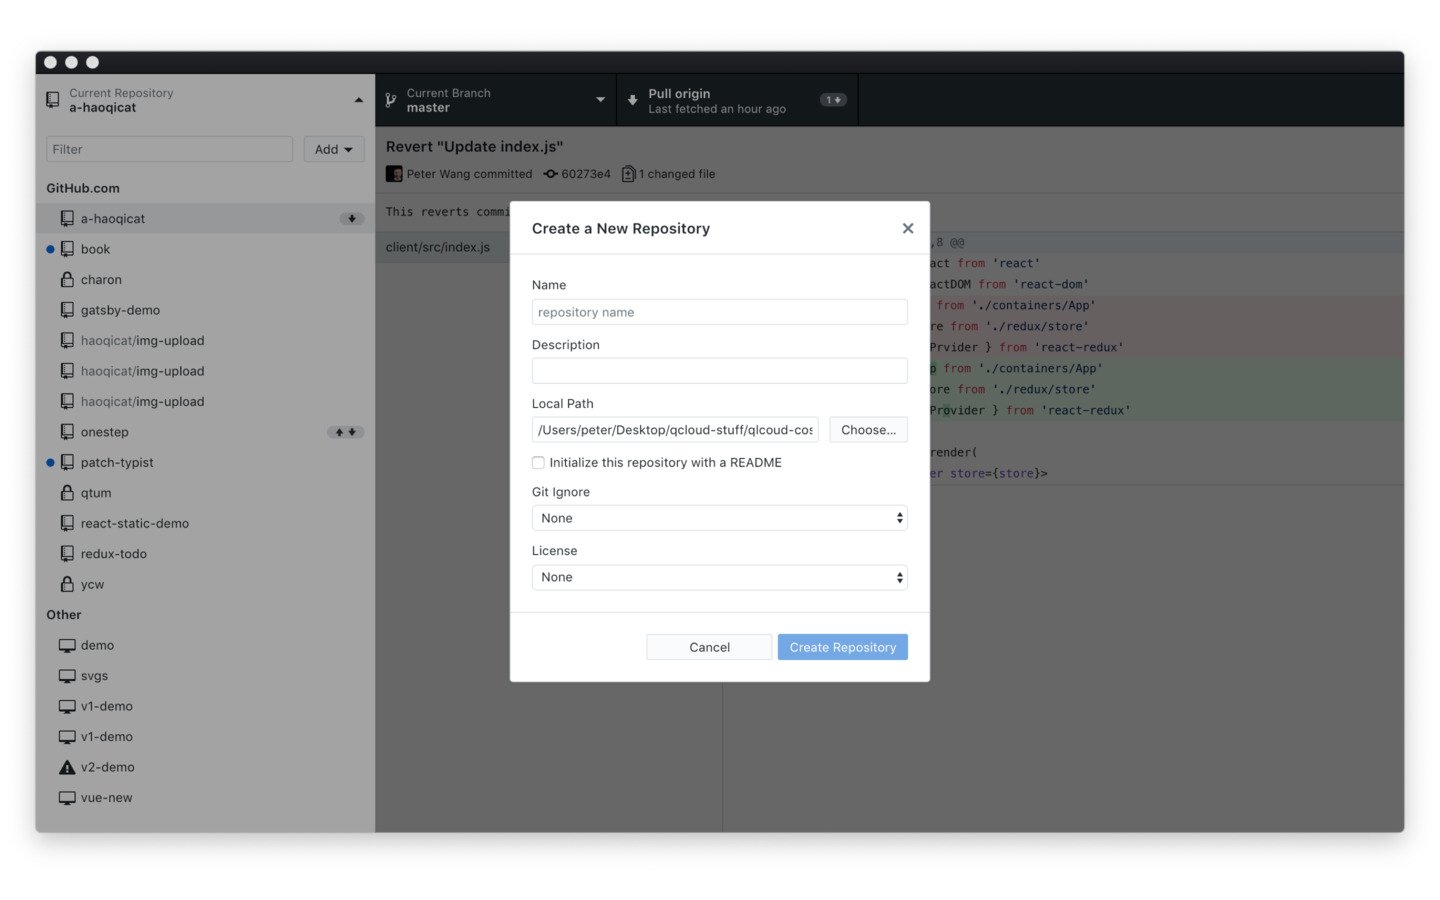 Current Repository
a-haoqicat
Current Branch
master
Pull origin
Last fetched an hour ago
1
Filter
Add
GitHub.com
a-haoqicat
book
charon
gatsby-demo
haoqicat/img-upload
haoqicat/img-upload
haoqicat/img-upload
onestep
patch-typist
qtum
react-static-demo
redux-todo
ycw
Other
demo
svgs
v1-demo
v1-demo
v2-demo
vue-new
Revert "Update index.js"
Peter Wang committed 60273e4 1 changed file
This reverts commi
client/src/index.js
,8 @@
act from 'react'
actDOM from 'react-dom'
from './containers/App'
re from './redux/store'
Prvider } from 'react-redux'
p from './containers/App'
ore from './redux/store'
Provider } from 'react-redux'
render(
er store={store}>
Create a New Repository
Name
repository name
Description
Local Path
/Users/peter/Desktop/qcloud-stuff/qlcoud-cos
Choose...
Initialize this repository with a README
Git Ignore
None
License
None
Cancel
Create Repository